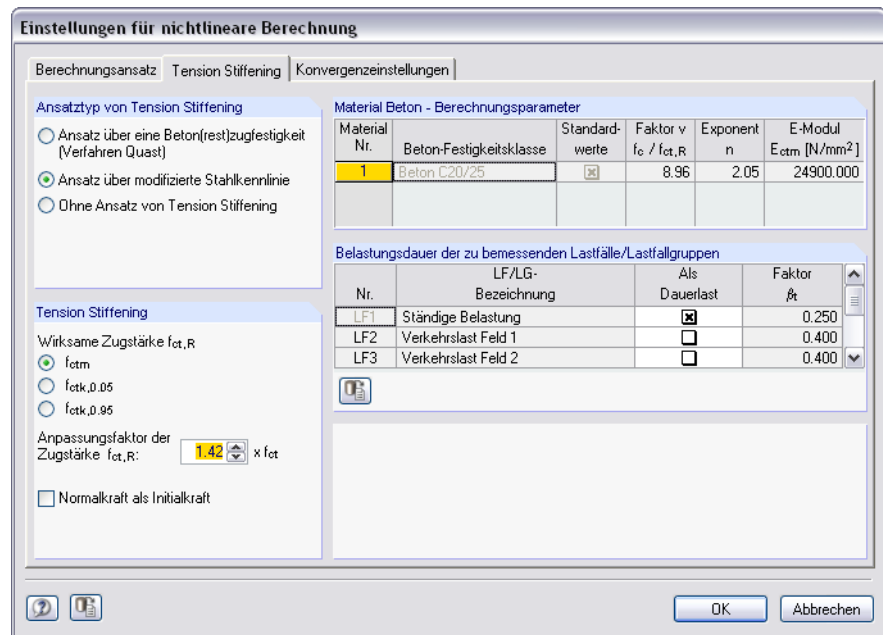 Einstellungen für nichtlineare Berechnung
Berechnungsansatz Tension Stiffening Konvergenzeinstellungen
Ansatztyp von Tension Stiffening
Ansatz über eine Beton(rest)zugfestigkeit
(Verfahren Quast)
Ansatz über modifizierte Stahlkennlinie
Ohne Ansatz von Tension Stiffening
Tension Stiffening
Wirksame Zugstärke fct,R
fctm
fctk,0.05
fctk,0.95
Anpassungsfaktor der
Zugstärke fct,R: 1.42 x fct
Normalkraft als Initialkraft
Material Beton - Berechnungsparameter
Material Standard- Faktor v Exponent E-Modul
Nr. Beton-Festigkeitsklasse werte fc / fct,R n Ectm [N/mm²]
1 Beton C20/25 8.96 2.05 24900.000
Belastungsdauer der zu bemessenden Lastfälle/Lastfallgruppen
LF/LG- Als Faktor
Nr. Bezeichnung Dauerlast βt
LF1 Ständige Belastung 0.250
LF2 Verkehrslast Feld 1 0.400
LF3 Verkehrslast Feld 2 0.400
OK Abbrechen